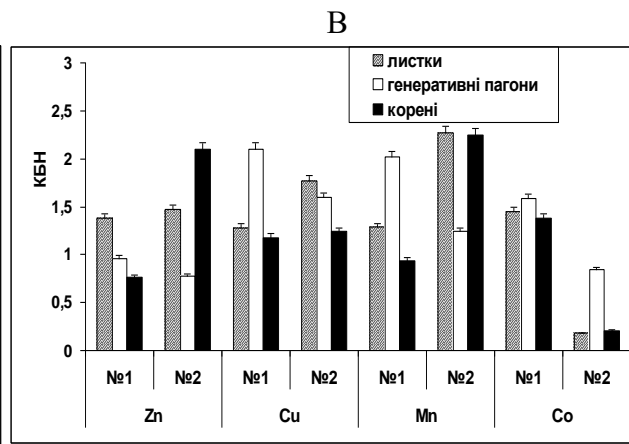 В
3
2,5
2
1,5
1
0,5
0
КБН
листки
генеративні пагони
корені
№1 №2 №1 №2 №1 №2 №1 №2
Zn Cu Mn Co